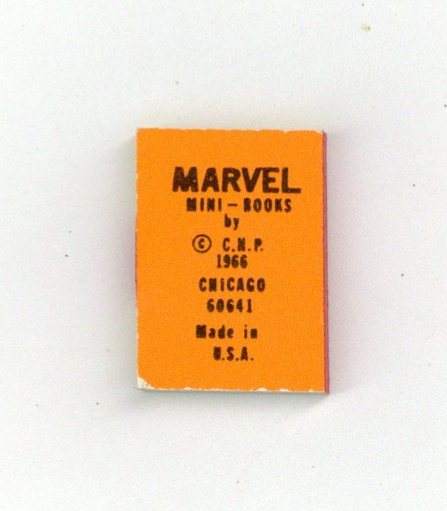 MARVEL
MINI-BOOKS
by
© C.N.P.
1966
CHICAGO
60641
Made in
U.S.A.